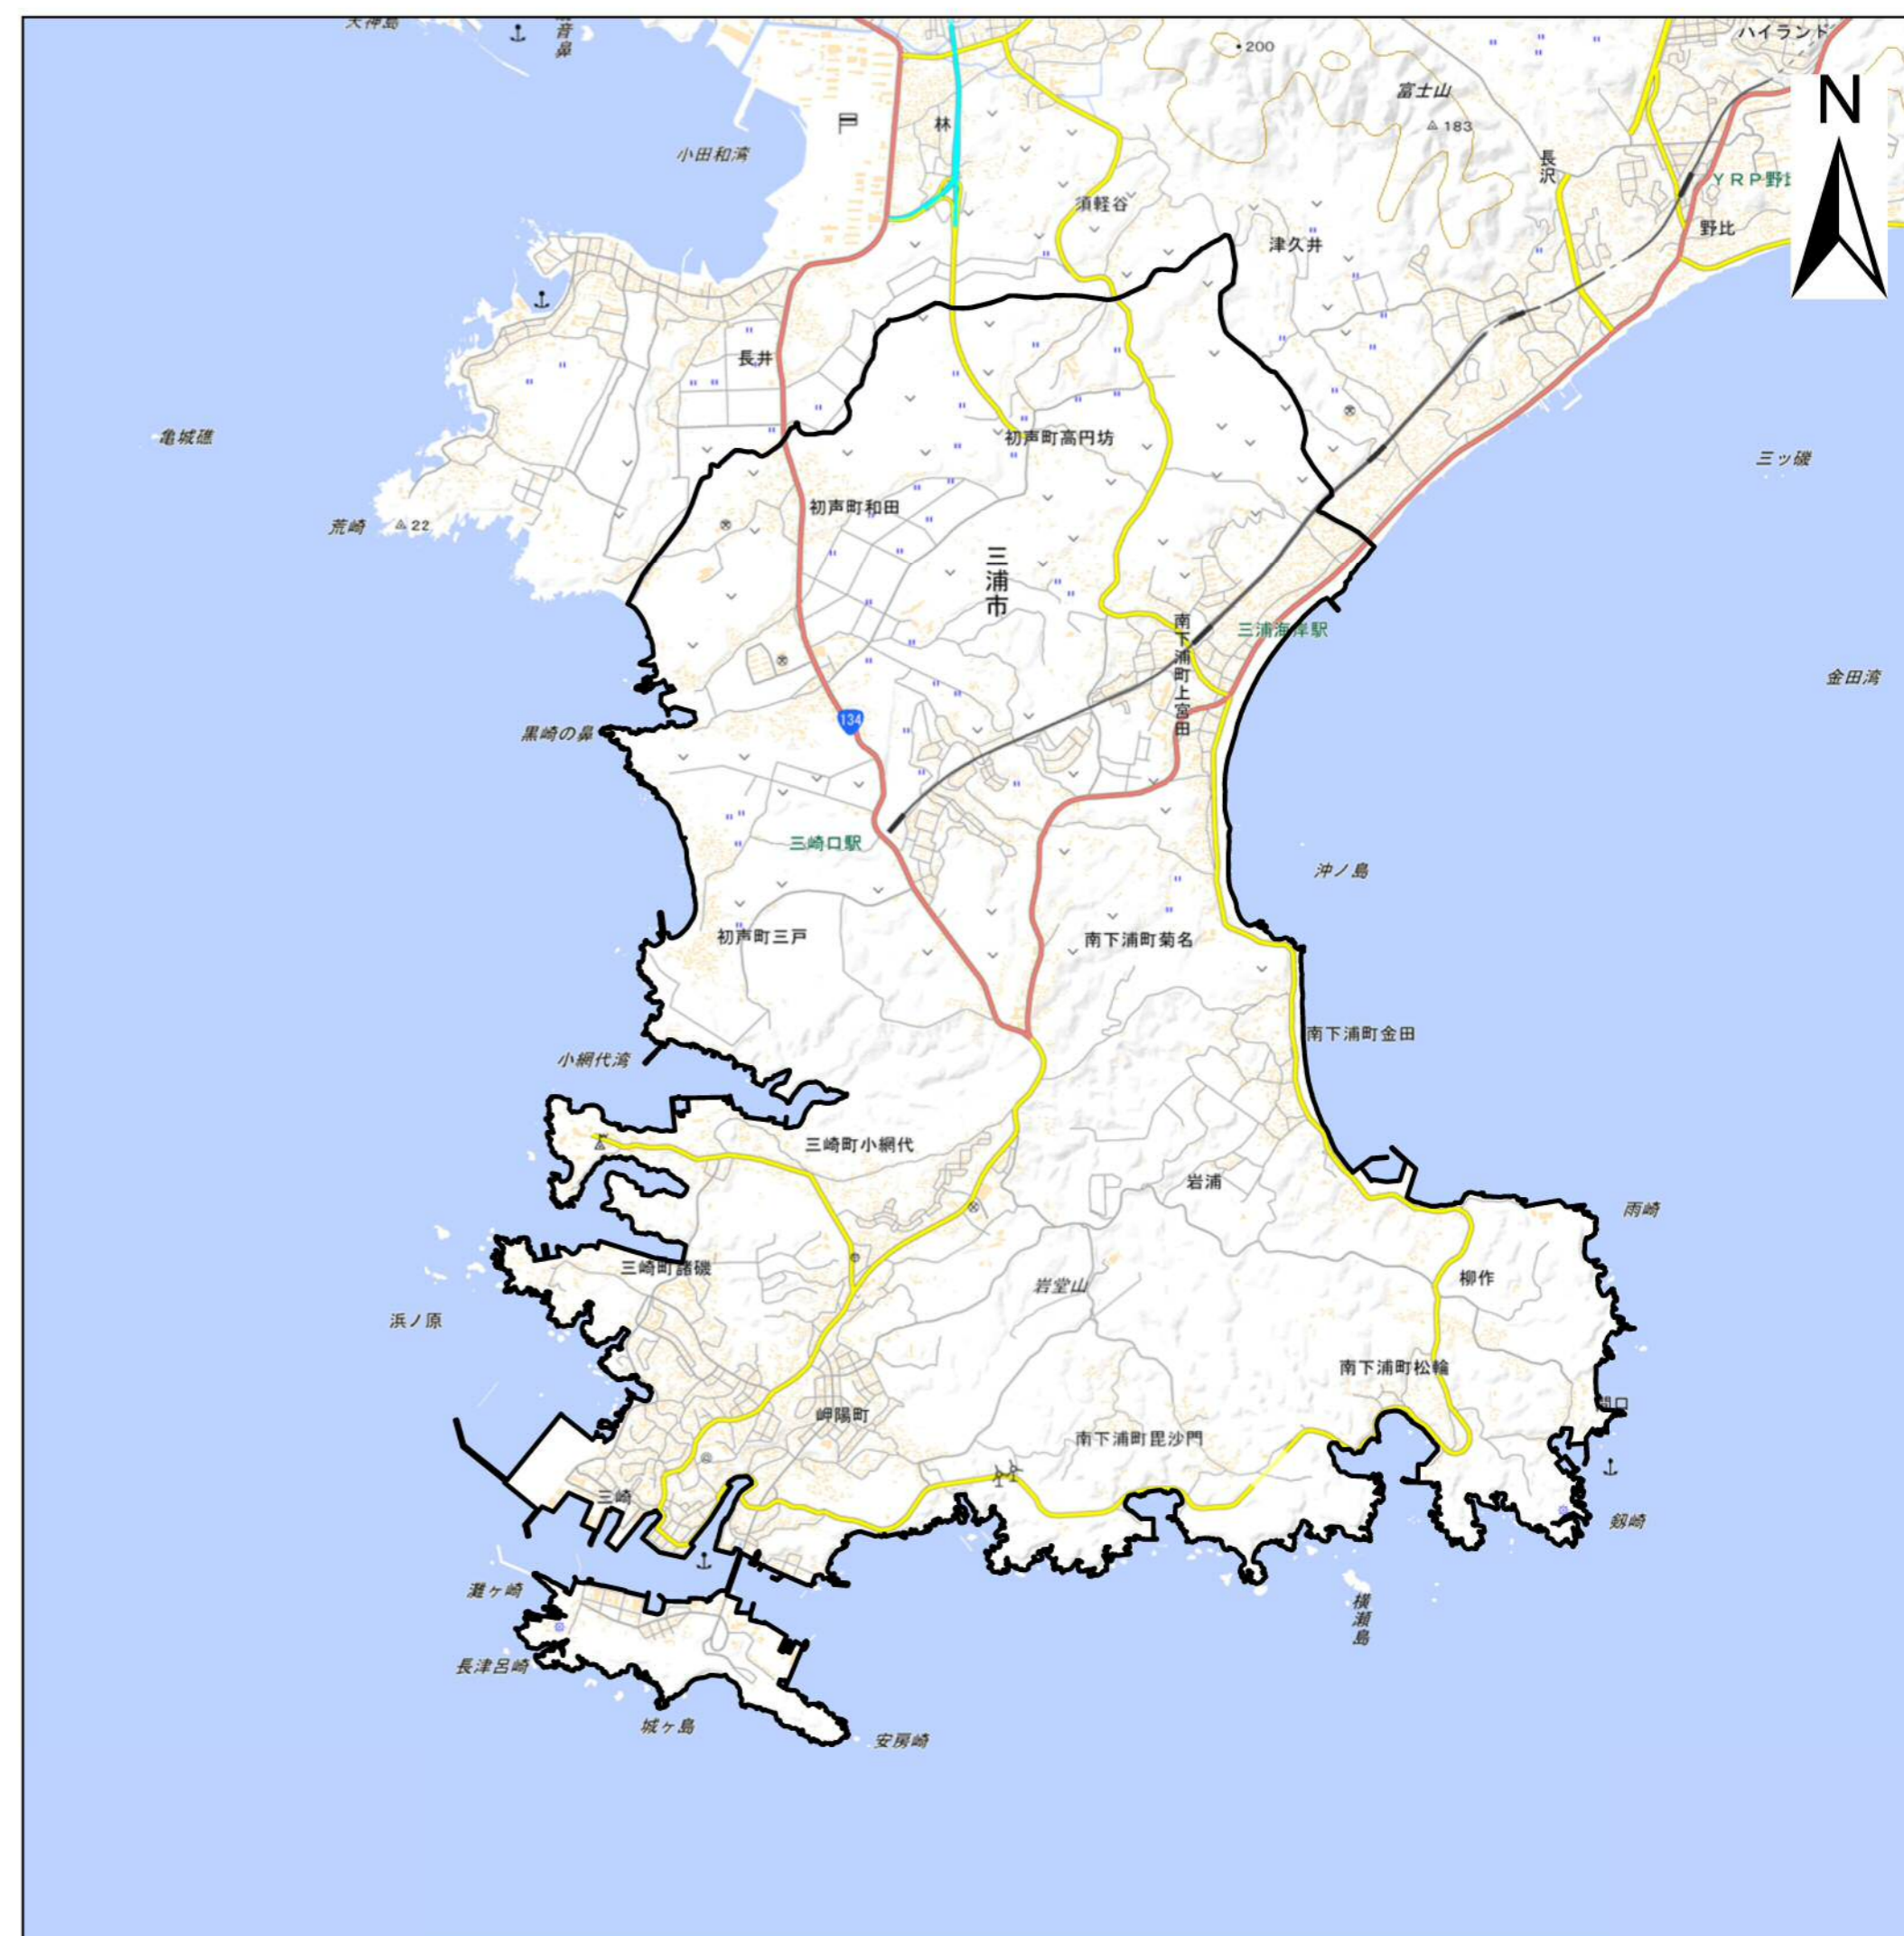 天神島
音鼻
・200
ハイランド
富士山
183
N
林
小田和湾
長沢
YRP野
須軽谷
野比
津久井
長井
亀城礁
初声町高円坊
三ッ磯
荒崎
22
初声町和田
三浦市
南下浦町上宮田
三浦海岸駅
金田湾
黒崎の鼻
134
三崎口駅
沖ノ島
初声町三戸
南下浦町菊名
南下浦町金田
小網代湾
三崎町小網代
岩浦
雨崎
三崎町諸磯
岩堂山
柳作
浜ノ原
南下浦町松輪
間口
岬陽町
南下浦町毘沙門
三崎
剱崎
灘ヶ崎
横瀬島
長津呂崎
城ヶ島
安房崎